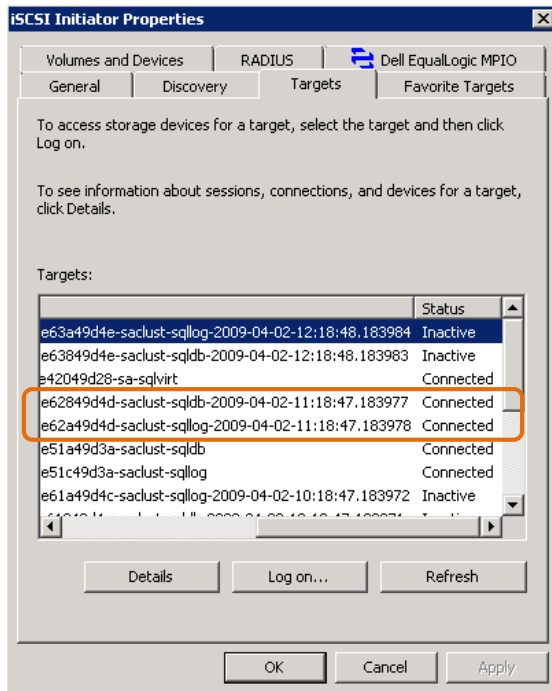 iSCSI Initiator Properties
Volumes and Devices RADIUS Dell EqualLogic MPIO
General Discovery Targets Favorite Targets
To access storage devices for a target, select the target and then click
Log on.
To see information about sessions, connections, and devices for a target,
click Details.
Targets:
Status
e63a49d4e-saclust-sqllog-2009-04-02-12:18:48.183984 Inactive
e63849d4e-saclust-sqldb-2009-04-02-12:18:48.183983 Inactive
e42049d28-sa-sqlvirt Connected
e62849d4d-saclust-sqldb-2009-04-02-11:18:47.183977 Connected
e62a49d4d-saclust-sqllog-2009-04-02-11:18:47.183978 Connected
e51a49d3a-saclust-sqldb Connected
e51c49d3a-saclust-sqllog Connected
e61a49d4c-saclust-sqllog-2009-04-02-10:18:47.183972 Inactive
Details Log on... Refresh
OK Cancel Apply